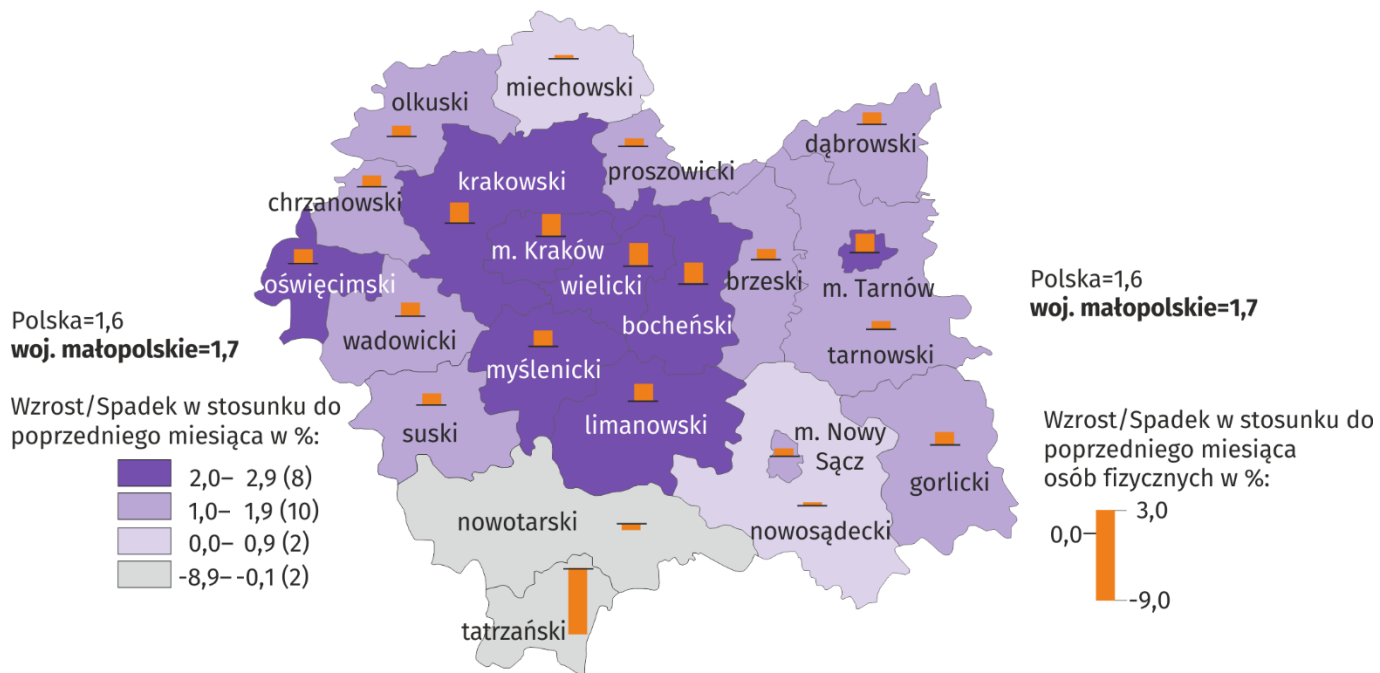 miechowski
olkuski
dąbrowski
proszowicki
krakowski
chrzanowski
m. Kraków
oświęcimski
wielicki
brzeski
m. Tarnów
bocheński
wadowicki
tarnowski
myślenicki
suski
limanowski
m. Nowy
Sącz
gorlicki
nowotarski
nowosądecki
tatrzański
Polska=1,6
woj. małopolskie=1,7
Wzrost/Spadek w stosunku do
poprzedniego miesiąca w %:
2,0– 2,9 (8)
1,0– 1,9 (10)
0,0– 0,9 (2)
-8,9– -0,1 (2)
Polska=1,6
woj. małopolskie=1,7
Wzrost/Spadek w stosunku do
poprzedniego miesiąca
osób fizycznych w %:
3,0
0,0
-9,0